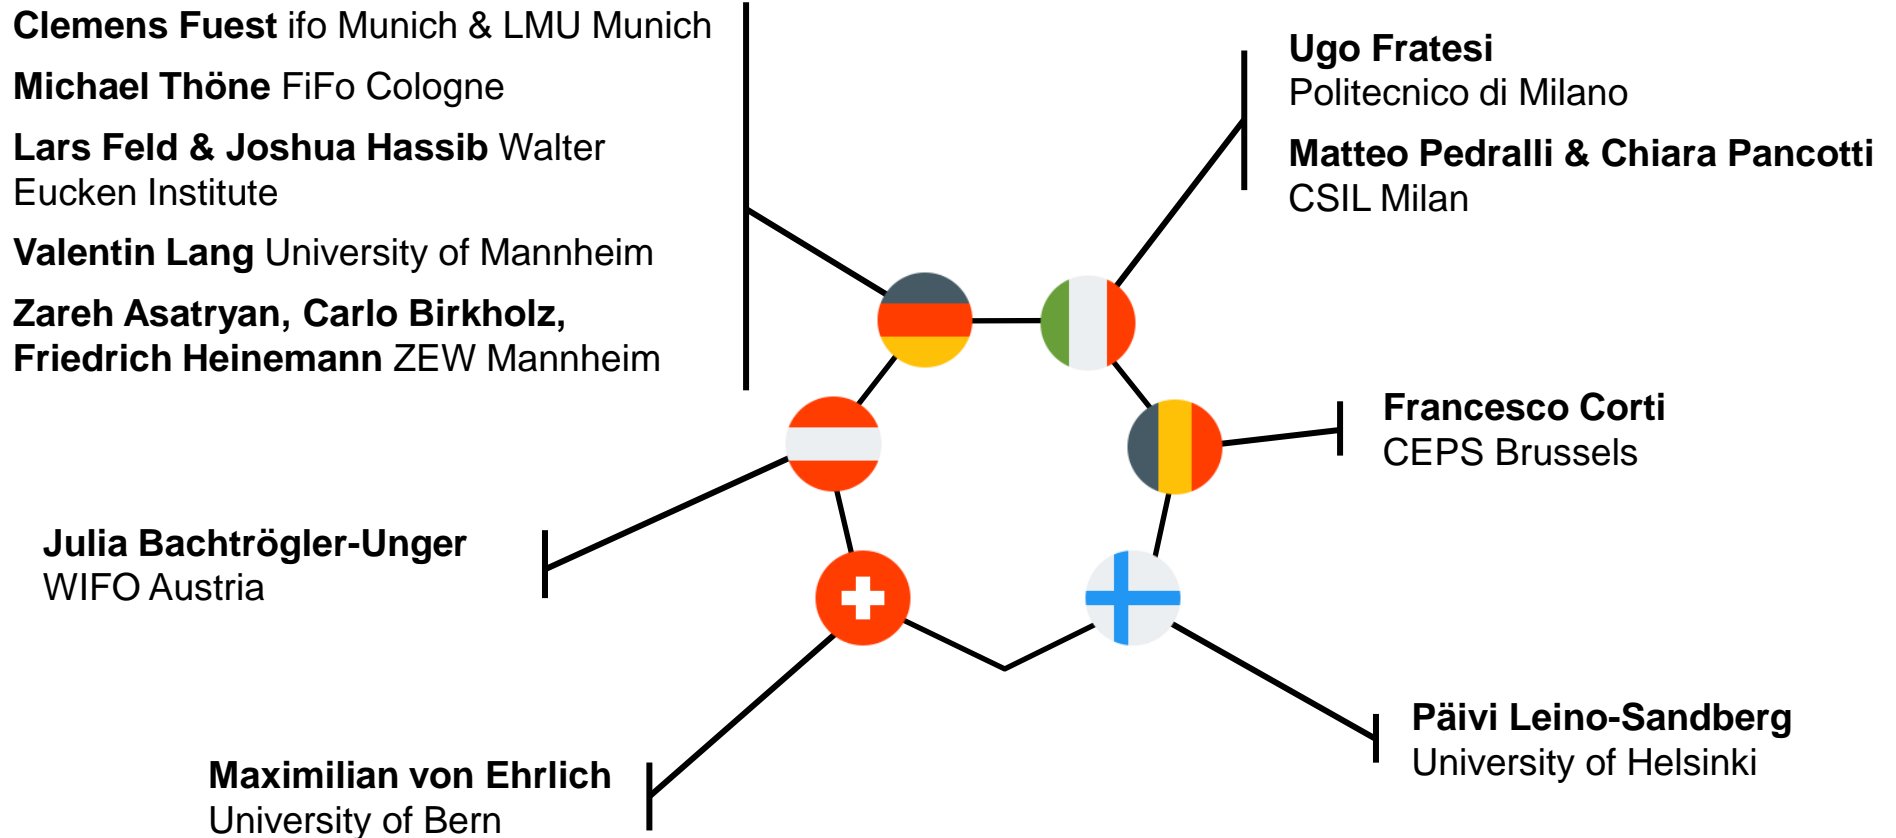 Clemens Fuest ifo Munich & LMU Munich
Michael Thöne FiFo Cologne
Lars Feld & Joshua Hassib Walter
Eucken Institute
Valentin Lang University of Mannheim
Zareh Asatryan, Carlo Birkholz,
Friedrich Heinemann ZEW Mannheim
Ugo Fratesi
Politecnico di Milano
Matteo Pedralli & Chiara Pancotti
CSIL Milan
Francesco Corti
CEPS Brussels
Julia Bachtrögler-Unger
WIFO Austria
Päivi Leino-Sandberg
University of Helsinki
Maximilian von Ehrlich
University of Bern